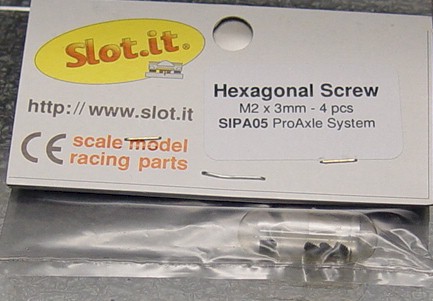 Slot.it®
http://www.slot.it
CE scale model
racing parts
Hexagonal Screw
M2 x 3mm - 4 pcs
SIPA05 ProAxle System